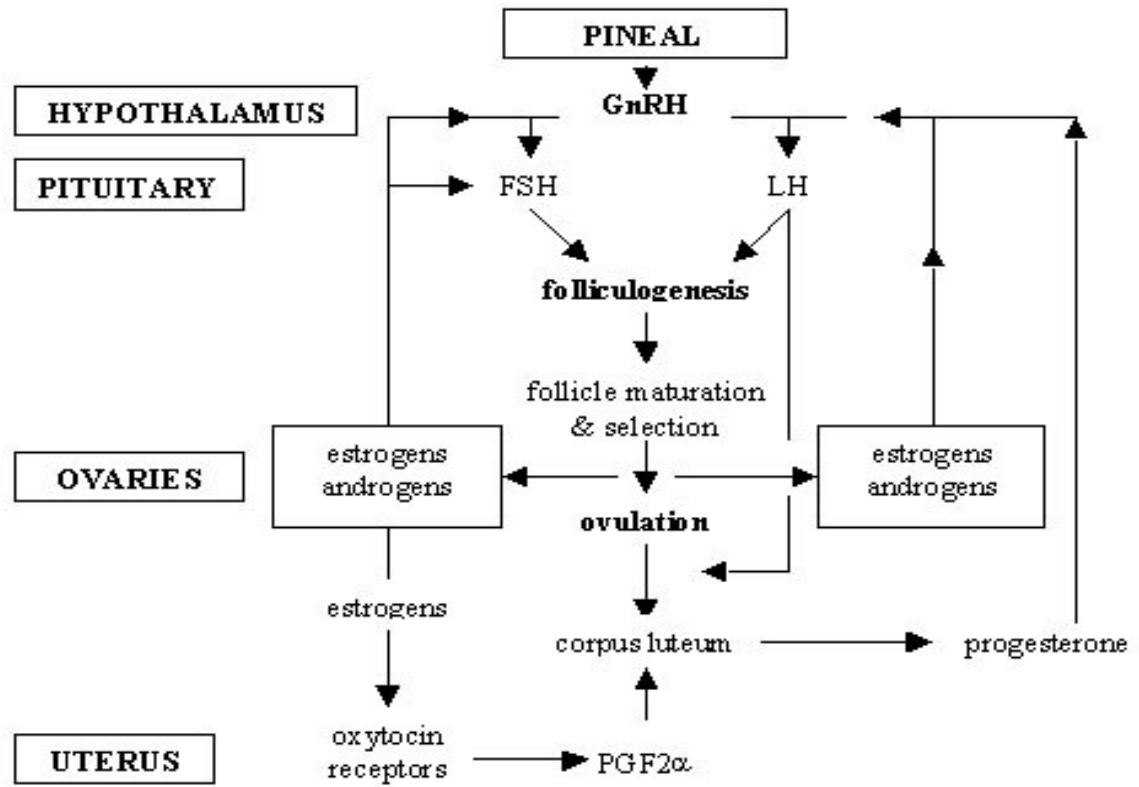 PINEAL
HYPOTHALAMUS
GnRH
PITUITARY
FSH
LH
folliculogenesis
follicle maturation
& selection
OVARIES
estrogens
androgens
estrogens
androgens
ovulation
estrogens
corpus luteum
progesterone
UTERUS
oxytocin
receptors
PGF2α